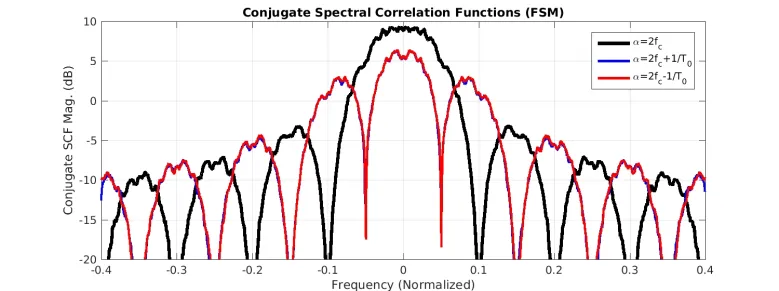 Conjugate Spectral Correlation Functions (FSM)
Conjugate SCF Mag. (dB)
10
5
0
-5
-10
-15
-20
α=2f_c
α=2f_c+1/T_0
α=2f_c-1/T_0
-0.4 -0.3 -0.2 -0.1 0 0.1 0.2 0.3 0.4
Frequency (Normalized)